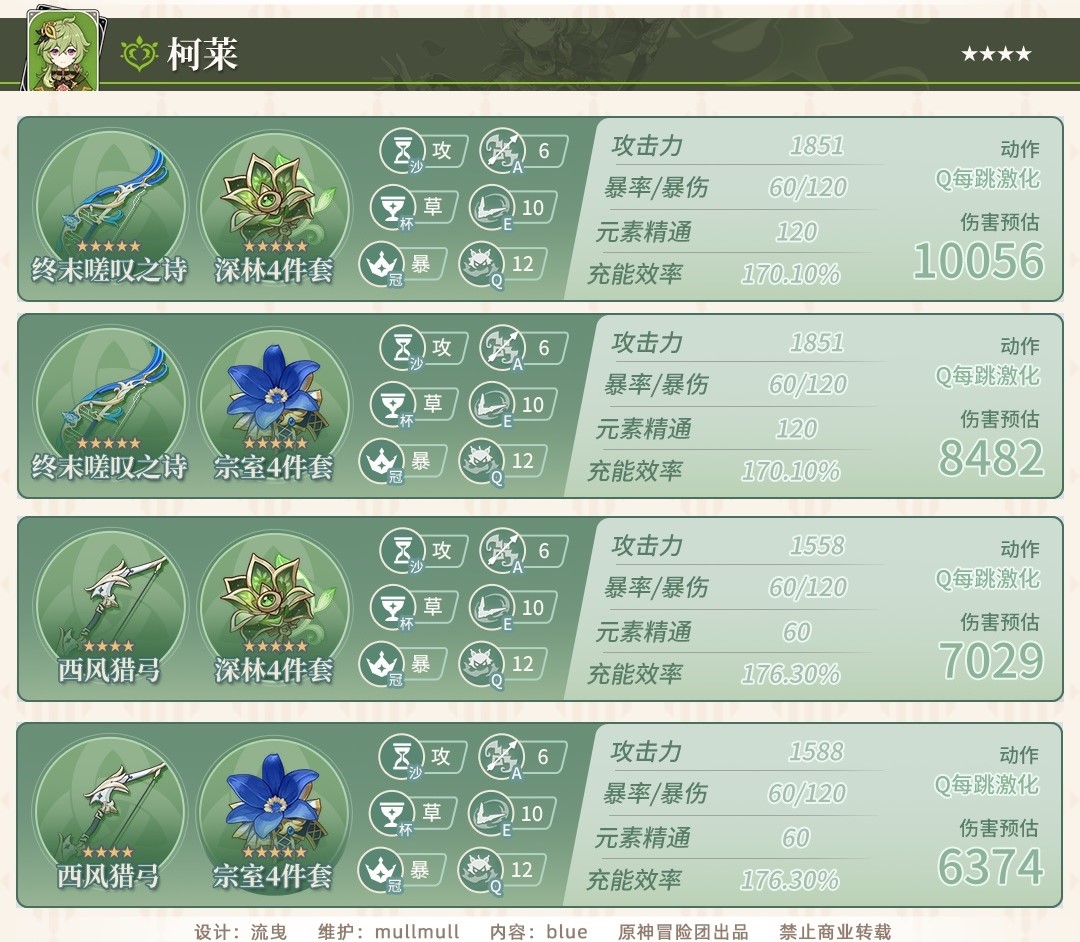 柯莱
★★★★
沙 攻 A 6
杯 草 E 10
冠 暴 Q 12
★★★★★
终末嗟叹之诗
★★★★★
深林4件套
攻击力 1851
暴率/暴伤 60/120
元素精通 120
充能效率 170.10%
动作
Q每跳激化
伤害预估
10056
沙 攻 A 6
杯 草 E 10
冠 暴 Q 12
★★★★★
终末嗟叹之诗
★★★★★
宗室4件套
攻击力 1851
暴率/暴伤 60/120
元素精通 120
充能效率 170.10%
动作
Q每跳激化
伤害预估
8482
沙 攻 A 6
杯 草 E 10
冠 暴 Q 12
★★★★
西风猎弓
★★★★★
深林4件套
攻击力 1558
暴率/暴伤 60/120
元素精通 60
充能效率 176.30%
动作
Q每跳激化
伤害预估
7029
沙 攻 A 6
杯 草 E 10
冠 暴 Q 12
★★★★
西风猎弓
★★★★★
宗室4件套
攻击力 1588
暴率/暴伤 60/120
元素精通 60
充能效率 176.30%
动作
Q每跳激化
伤害预估
6374
设计：流曳 维护：mullmull 内容：blue 原神冒险团出品 禁止商业转载